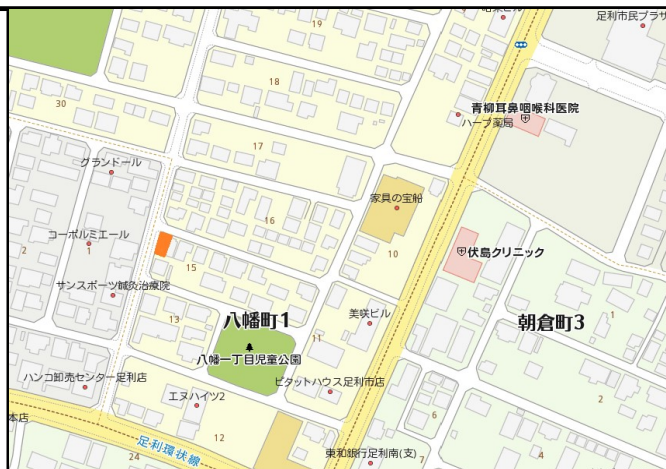 19
足利市民プラザ
18
青柳耳鼻咽喉科医院
ハーブ薬局
30
17
グランドール
家具の宝船
16
コーポルミエール
2
1
15
10
伏島クリニック
サンスポーツ鍼灸治療院
13
八幡町1
美咲ビル
朝倉町3
1
11
八幡一丁目児童公園
ハンコ卸売センター足利店
ピタットハウス足利市店
エヌハイツ2
2
本店
6
12
足利環状線
24
東和銀行足利南(支)
7
4